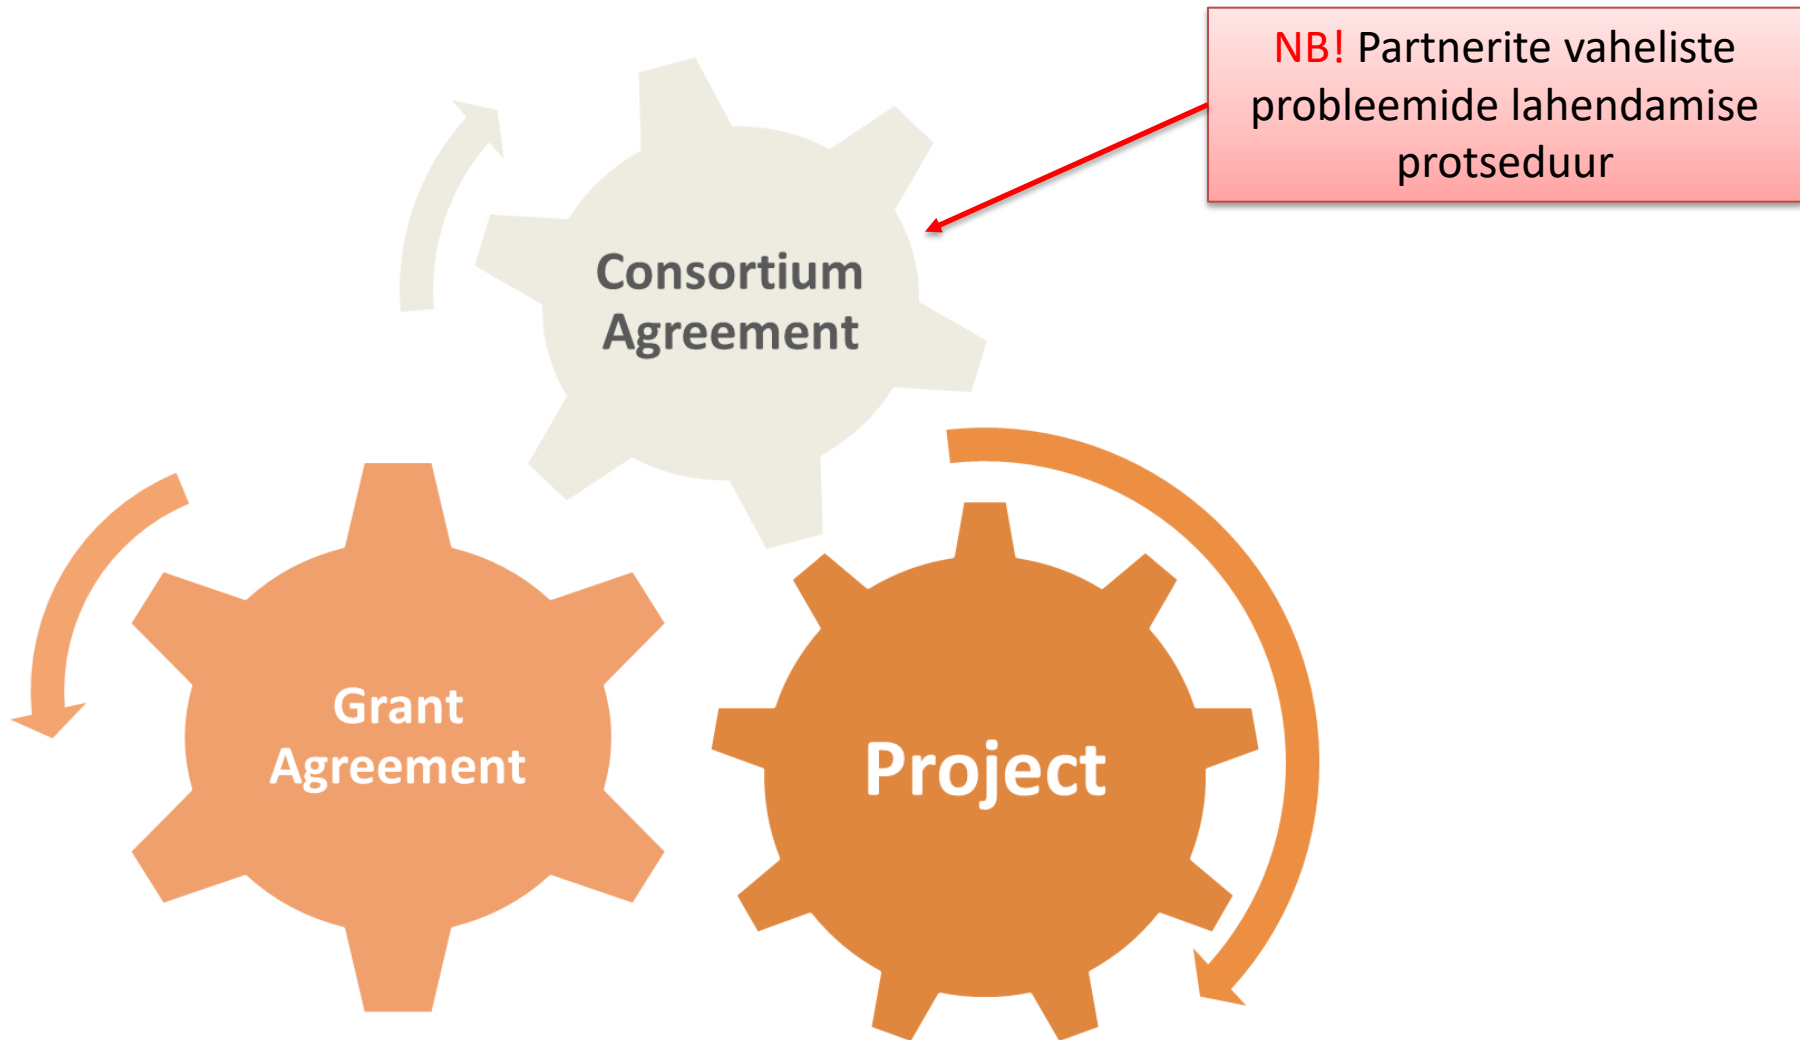 NB! Partnerite vaheliste
probleemide lahendamise
protseduur
Consortium
Agreement
Grant
Agreement
Project